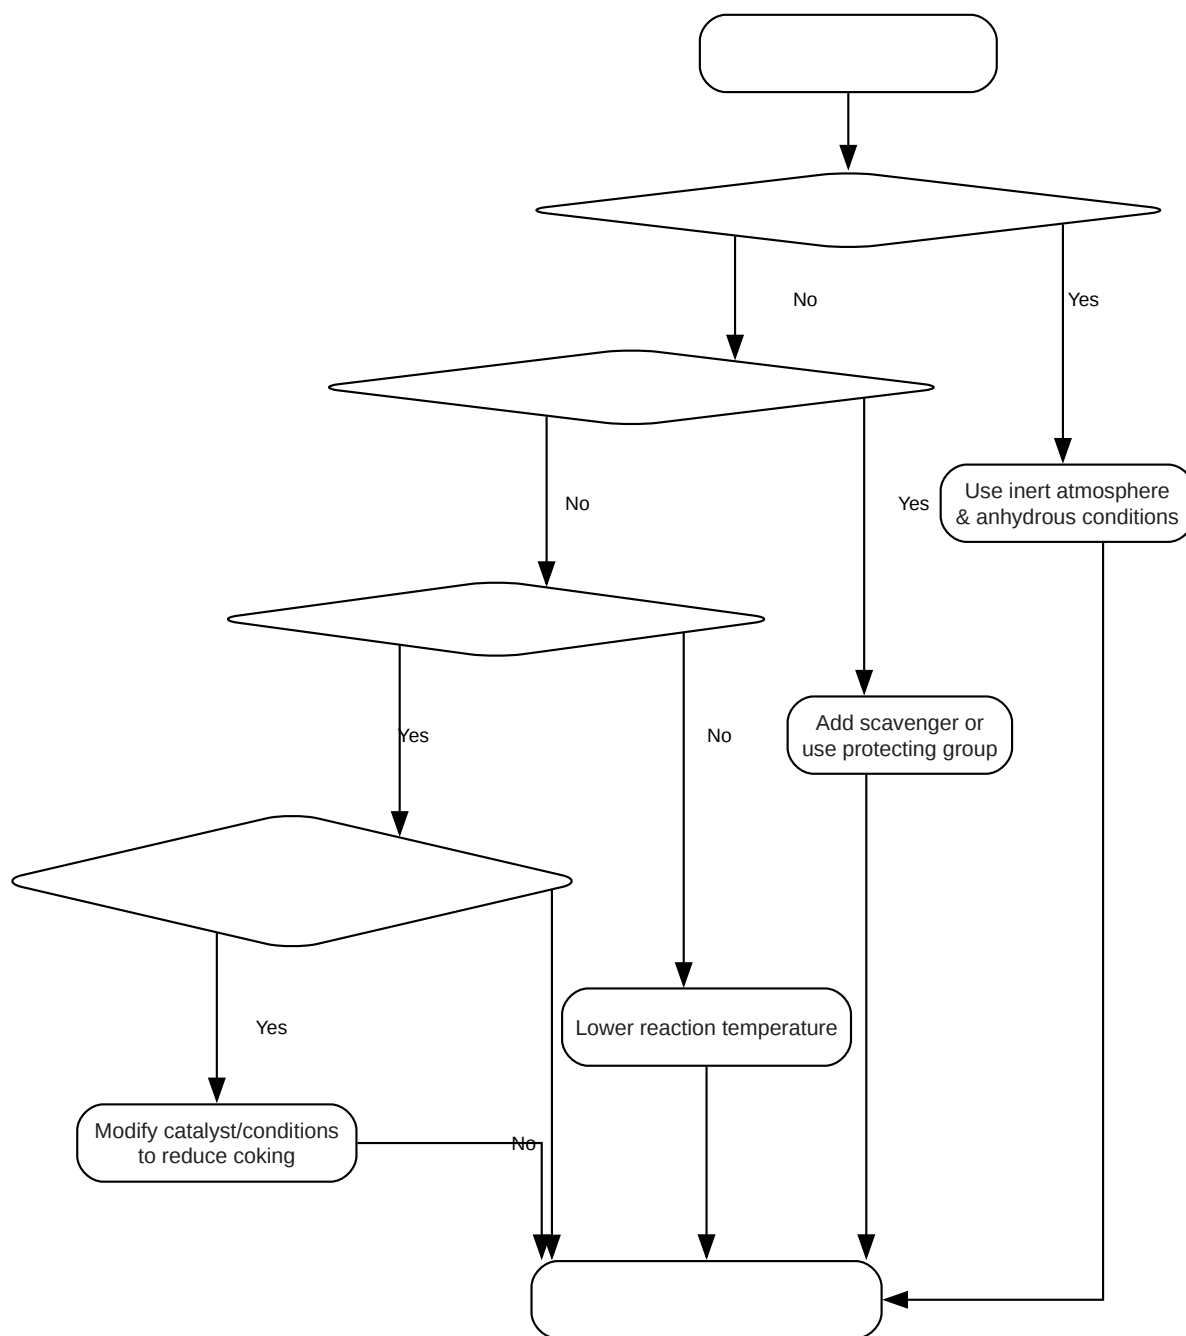 No
Yes
Use inert atmosphere
& anhydrous conditions
No
Yes
Add scavenger or
use protecting group
Yes
No
Lower reaction temperature
Yes
Modify catalyst/conditions
to reduce coking
No